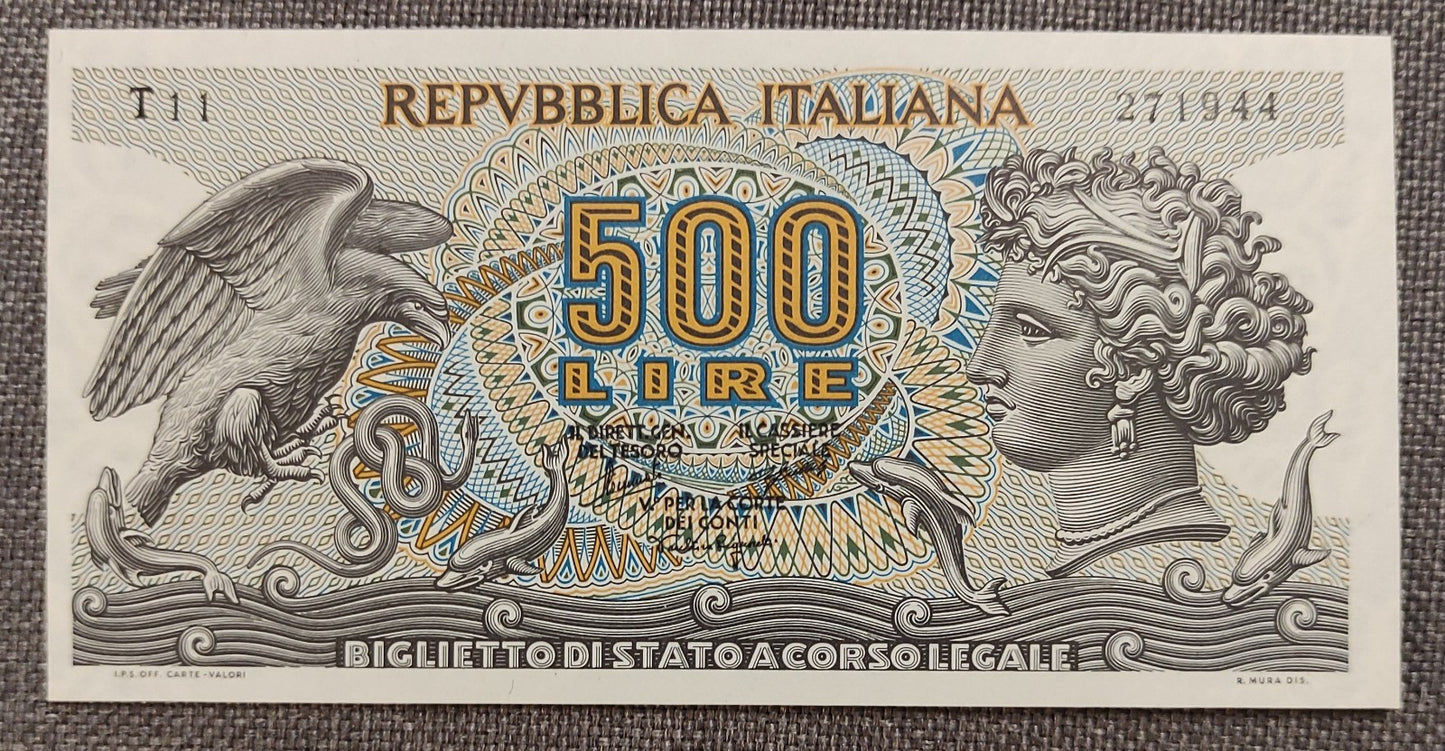 T11 REPVBBLICA ITALIANA 271944
500
LIRE
IL DIRETT. GEN. IL CASSIERE
DEL TESORO SPECIALE
V. PER LA CORTE
DEI CONTI
BIGLIETTO DI STATO A CORSO LEGALE
I.P.S. OFF. CARTE-VALORI R. MURA DIS.